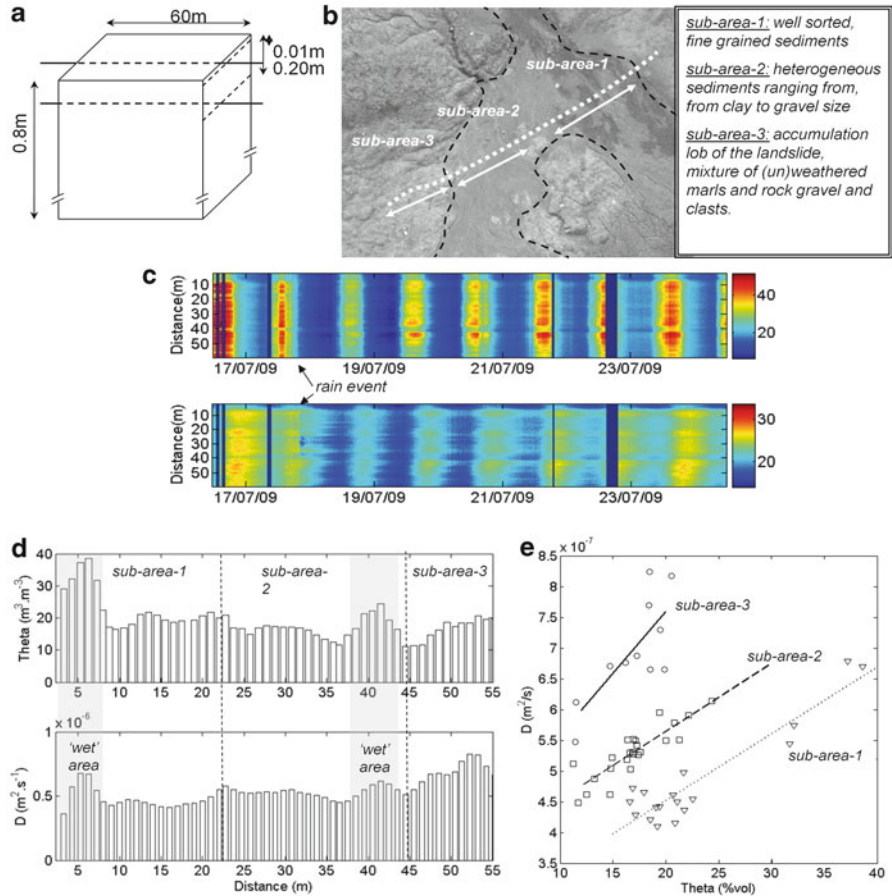 a
60m
0.01m
0.20m
0.8m
b
sub-area-1
sub-area-2
sub-area-3
sub-area-1: well sorted,
fine grained sediments
sub-area-2: heterogeneous
sediments ranging from,
from clay to gravel size
sub-area-3: accumulation
lob of the landslide,
mixture of (un)weathered
marls and rock gravel and
clasts.
c
Distance(m)
10
20
30
40
50
17/07/09
19/07/09
21/07/09
23/07/09
40
20
rain event
Distance(m)
10
20
30
40
50
17/07/09
19/07/09
21/07/09
23/07/09
30
20
d
Theta (m³.m⁻³)
40
30
20
10
0
sub-area-1
sub-area-
2
sub-area-3
5
10
15
20
25
30
35
40
45
50
55
x 10⁻⁶
D (m².s⁻¹)
1
0.5
0
'wet'
area
'wet'
area
5
10
15
20
25
30
35
40
45
50
55
Distance (m)
e
x 10⁻⁷
D (m²/s)
8.5
8
7.5
7
6.5
6
5.5
5
4.5
4
3.5
sub-area-3
sub-area-2
sub-area-1
10
15
20
25
30
35
40
Theta (%vol)